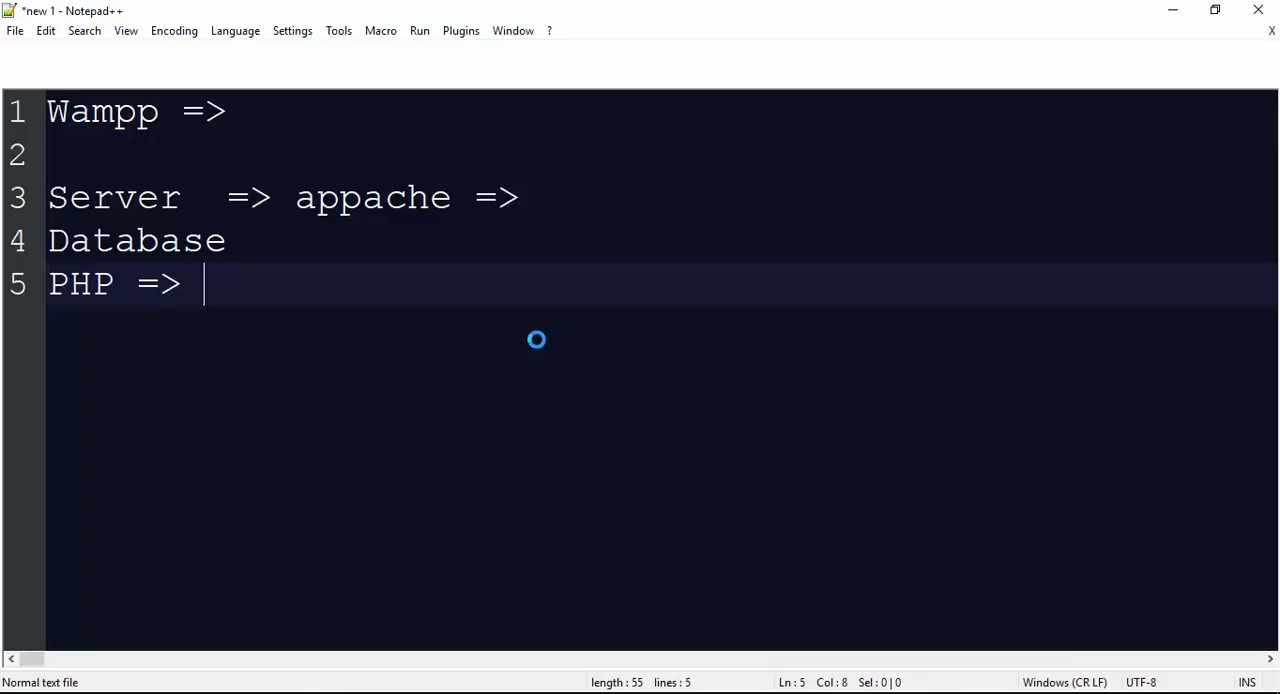 *new 1 - Notepad++
File Edit Search View Encoding Language Settings Tools Macro Run Plugins Window ? X
1 Wampp =>
2
3 Server  => appache =>
4 Database
5 PHP =>
Normal text file length : 55 lines : 5 Ln : 5 Col : 8 Sel : 0 | 0 Windows (CR LF) UTF-8 INS